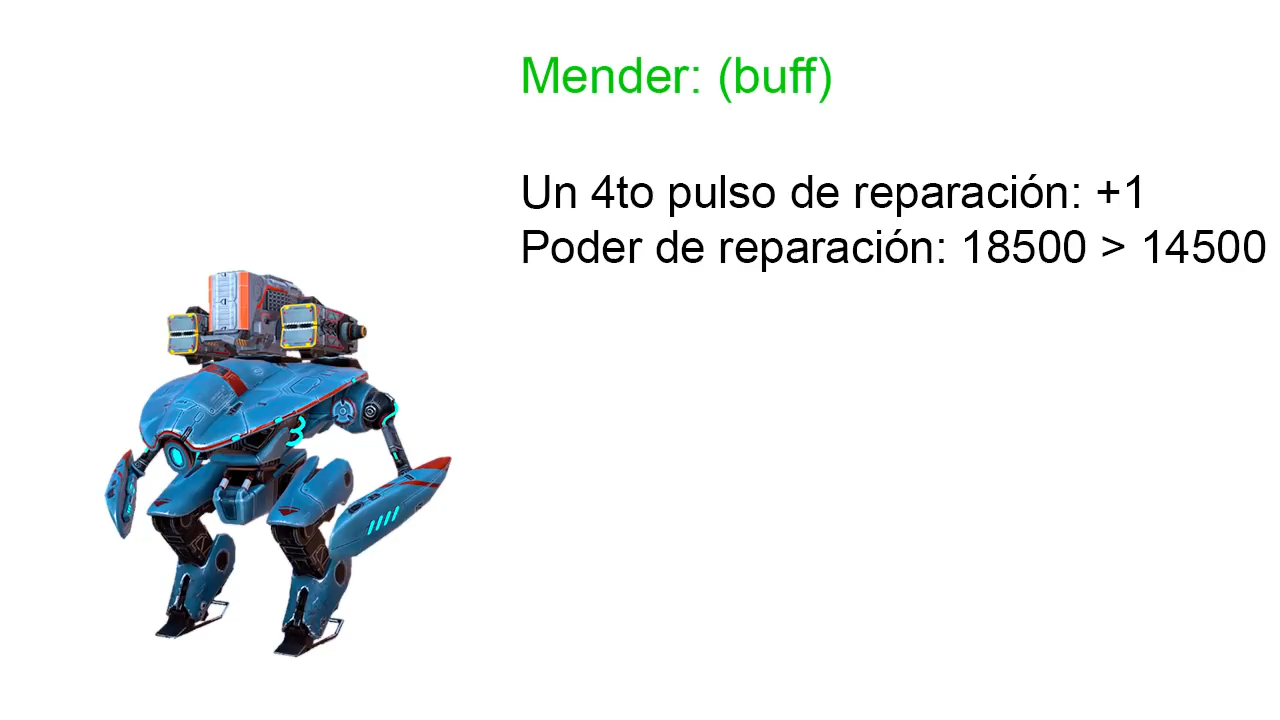 Mender: (buff)
Un 4to pulso de reparación: +1
Poder de reparación: 18500 > 14500